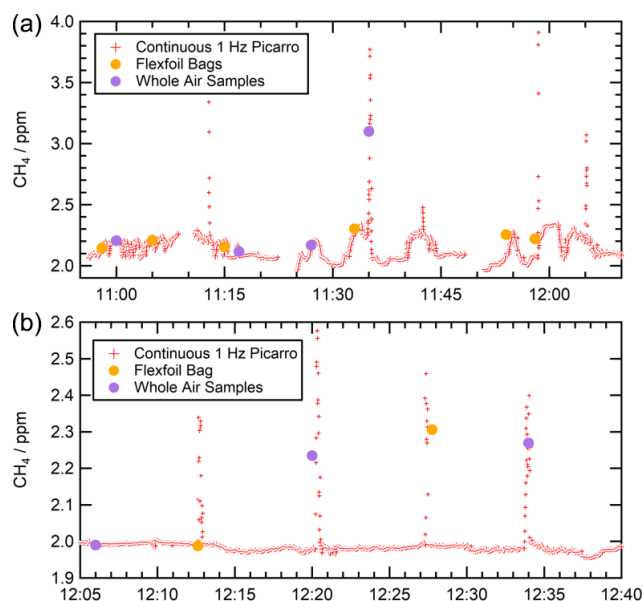 (a)
4.0
3.5
3.0
2.5
2.0
CH4 / ppm
Continuous 1 Hz Picarro
Flexfoil Bags
Whole Air Samples
11:00 11:15 11:30 11:45 12:00
(b)
2.6
2.5
2.4
2.3
2.2
2.1
2.0
1.9
CH4 / ppm
Continuous 1 Hz Picarro
Flexfoil Bag
Whole Air Samples
12:05 12:10 12:15 12:20 12:25 12:30 12:35 12:40